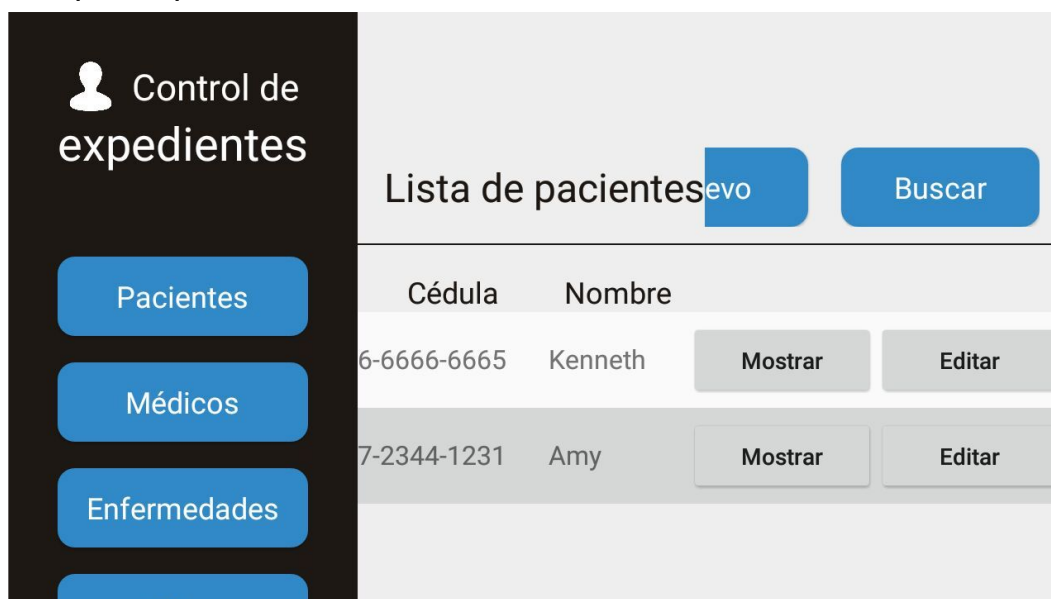 Control de
expedientes
Pacientes
Médicos
Enfermedades
Lista de pacientes
evo
Buscar
Cédula Nombre
6-6666-6665 Kenneth Mostrar Editar
7-2344-1231 Amy Mostrar Editar